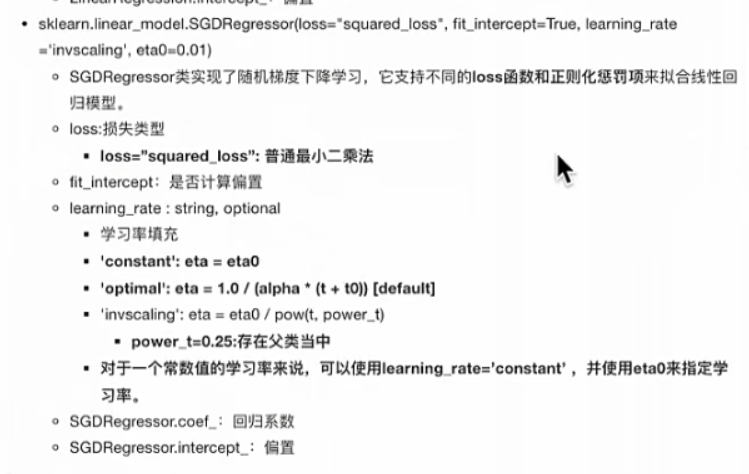 • sklearn.linear_model.SGDRegressor(loss="squared_loss", fit_intercept=True, learning_rate
='invscaling', eta0=0.01)
SGDRegressor类实现了随机梯度下降学习，它支持不同的loss函数和正则化惩罚项来拟合线性回
归模型。
loss:损失类型
loss=”squared_loss”: 普通最小二乘法
fit_intercept：是否计算偏置
learning_rate : string, optional
学习率填充
'constant': eta = eta0
'optimal': eta = 1.0 / (alpha * (t + t0)) [default]
'invscaling': eta = eta0 / pow(t, power_t)
power_t=0.25:存在父类当中
对于一个常数值的学习率来说，可以使用learning_rate=’constant’ ，并使用eta0来指定学
习率。
SGDRegressor.coef_：回归系数
SGDRegressor.intercept_：偏置